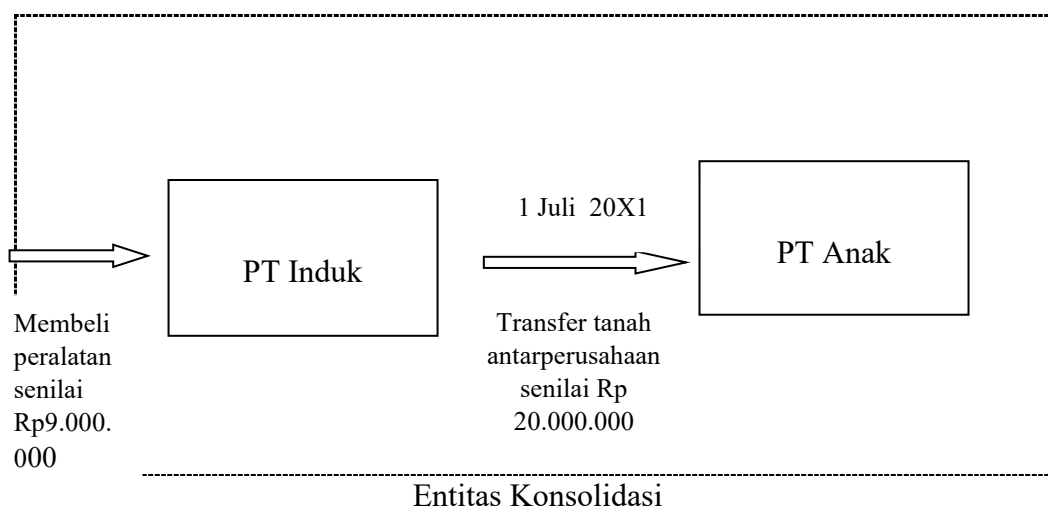 1 Juli 20X1
PT Induk
PT Anak
Membeli
peralatan
senilai
Rp9.000.
000
Transfer tanah
antarperusahaan
senilai Rp
20.000.000
Entitas Konsolidasi